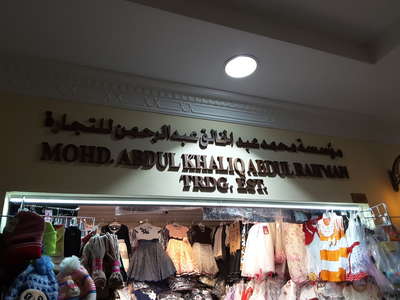 مؤسسة محمد عبد الخالق عبد الرحمن للتجارة
MOHD. ABDUL KHALIQ ABDUL RAHMAN
TRDG. EST.